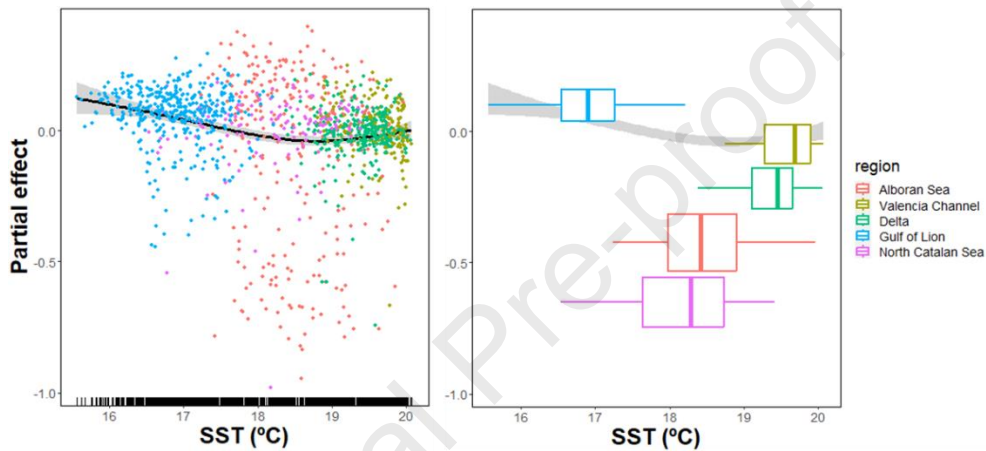 Partial effect
0.0
-0.5
-1.0
16 17 18 19 20
SST (ºC)
0.0
-0.5
-1.0
16 17 18 19 20
SST (ºC)
region
Alboran Sea
Valencia Channel
Delta
Gulf of Lion
North Catalan Sea
al Pre-proof